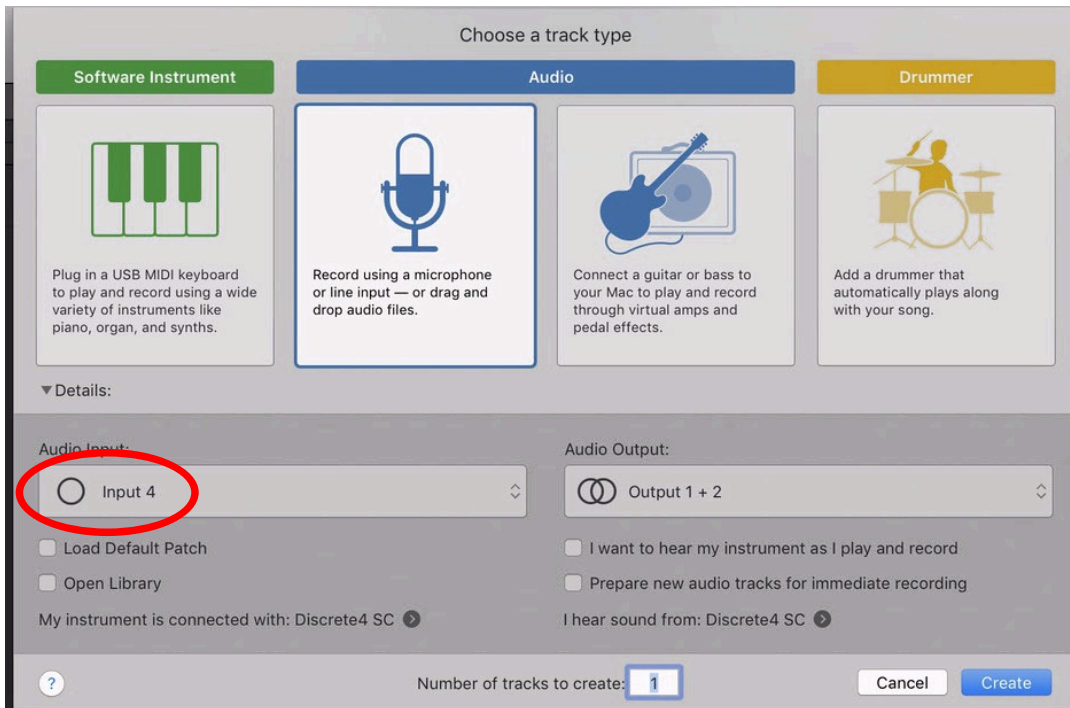 Choose a track type
Software Instrument
Audio
Drummer
Plug in a USB MIDI keyboard
to play and record using a wide
variety of instruments like
piano, organ, and synths.
Record using a microphone
or line input — or drag and
drop audio files.
Connect a guitar or bass to
your Mac to play and record
through virtual amps and
pedal effects.
Add a drummer that
automatically plays along
with your song.
Details:
Audio Input:
Input 4
Load Default Patch
Open Library
My instrument is connected with: Discrete4 SC
Audio Output:
Output 1 + 2
I want to hear my instrument as I play and record
Prepare new audio tracks for immediate recording
I hear sound from: Discrete4 SC
?
Number of tracks to create: 1
Cancel
Create